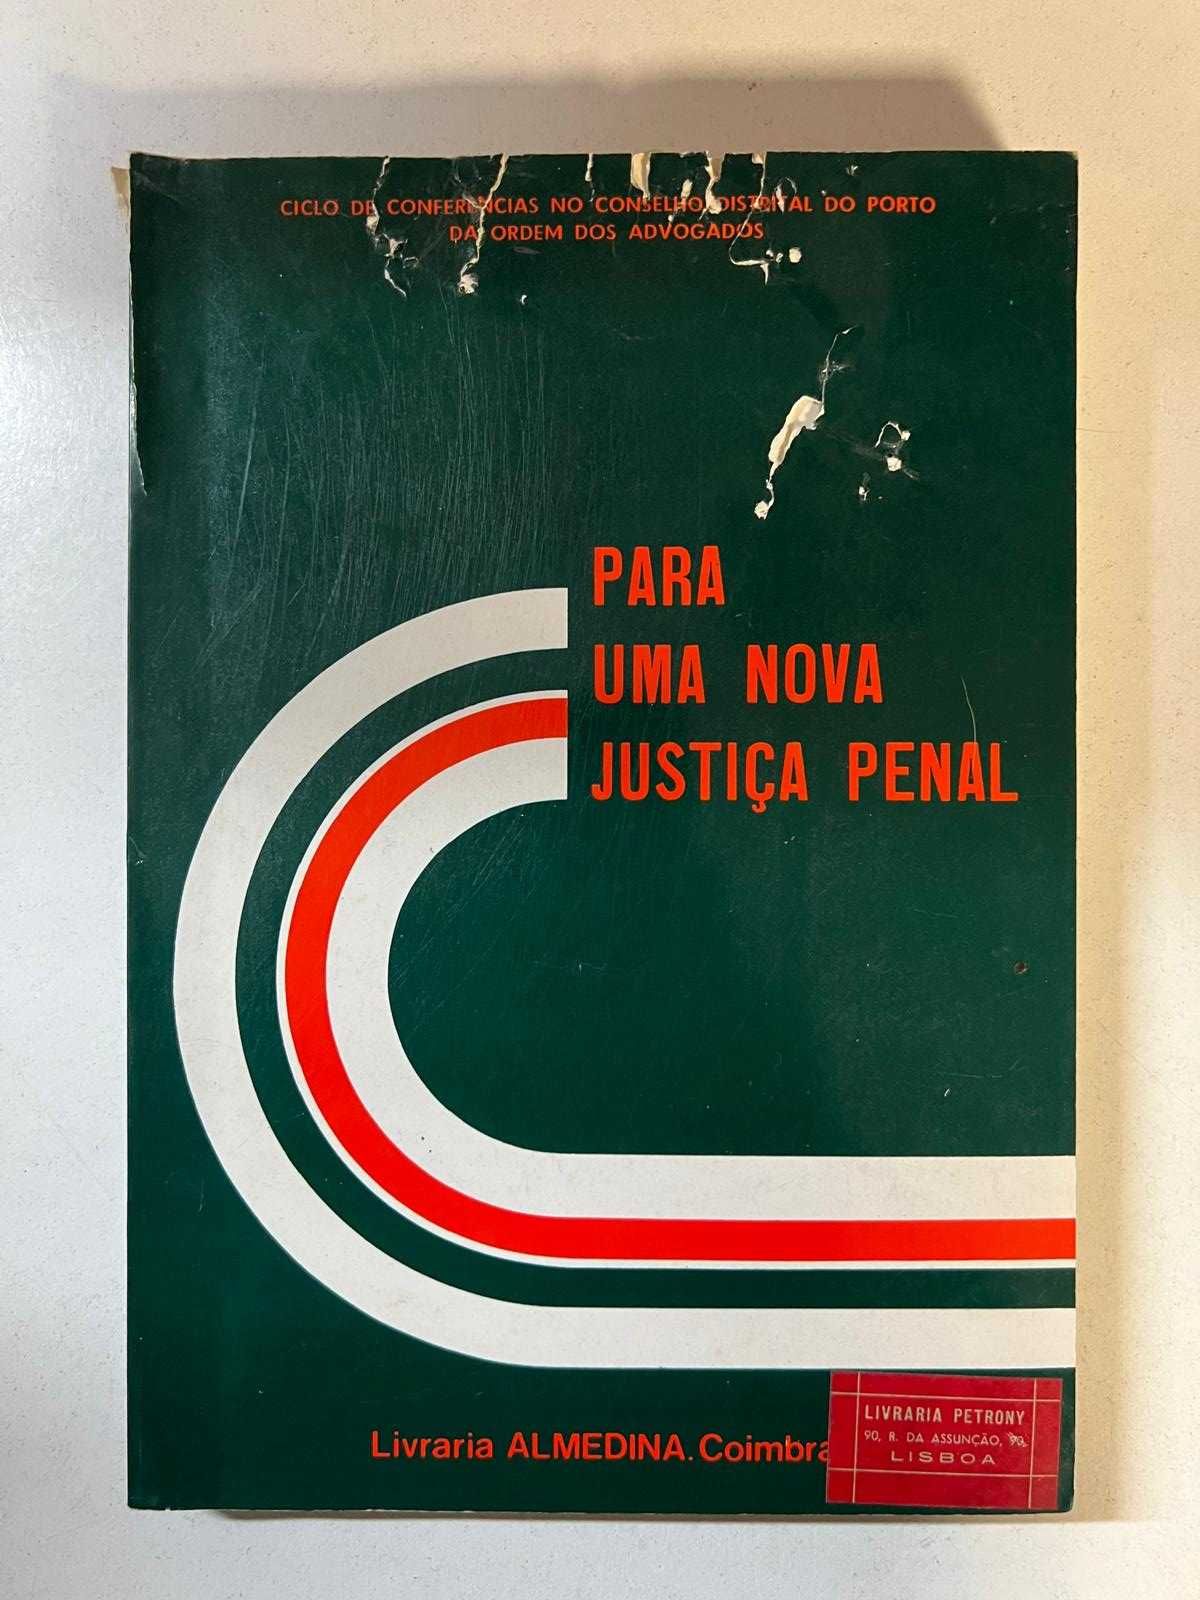 CICLO DE CONFERÊNCIAS NO CONSELHO DISTRITAL DO PORTO
DA ORDEM DOS ADVOGADOS
PARA
UMA NOVA
JUSTIÇA PENAL
Livraria ALMEDINA. Coimbra
LIVRARIA PETRONY
90, R. DA ASSUNÇÃO, 90
LISBOA